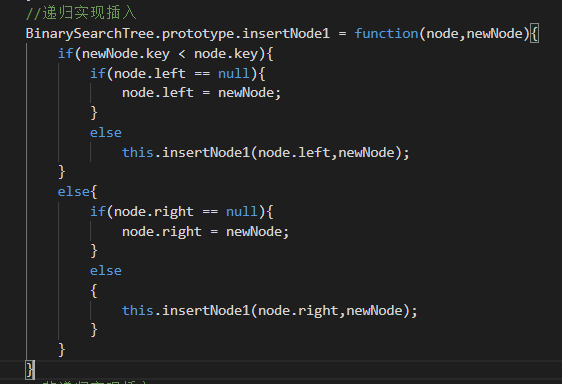 //递归实现插入
BinarySearchTree.prototype.insertNode1 = function(node,newNode){
    if(newNode.key < node.key){
        if(node.left == null){
            node.left = newNode;
        }
        else
            this.insertNode1(node.left,newNode);
    }
    else{
        if(node.right == null){
            node.right = newNode;
        }
        else
        {
            this.insertNode1(node.right,newNode);
        }
    }
}